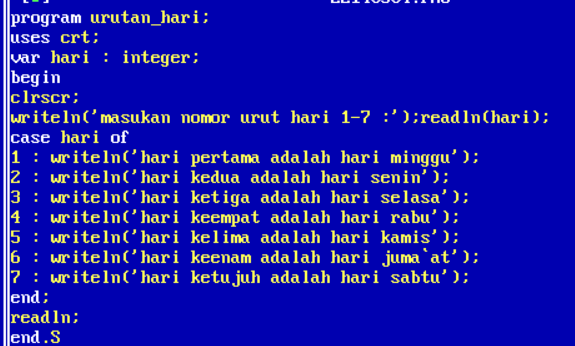 program urutan_hari;
uses crt;
var hari : integer;
begin
clrscr;
writeln('masukan nomor urut hari 1-7 :');readln(hari);
case hari of
1 : writeln('hari pertama adalah hari minggu');
2 : writeln('hari kedua adalah hari senin');
3 : writeln('hari ketiga adalah hari selasa');
4 : writeln('hari keempat adalah hari rabu');
5 : writeln('hari kelima adalah hari kamis');
6 : writeln('hari keenam adalah hari juma`at');
7 : writeln('hari ketujuh adalah hari sabtu');
end;
readln;
end.S